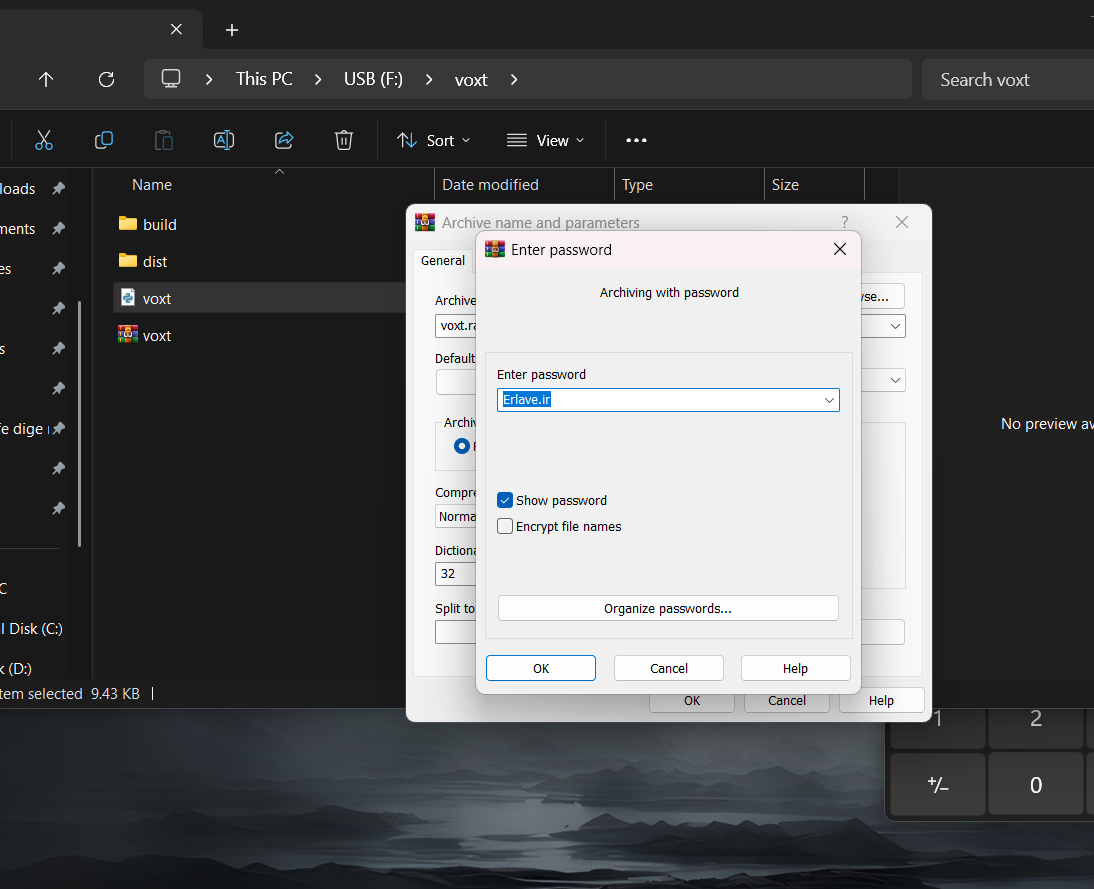 This PC
USB (F:)
voxt
Search voxt
Sort
View
Name
Date modified
Type
Size
build
dist
voxt
voxt
Archive name and parameters
?
General
Enter password
Archiving with password
Enter password
Erlave.ir
Show password
Encrypt file names
Organize passwords...
OK
Cancel
Help
Archive
voxt.ra
Default
Archiv
Compre
Norma
Dictiona
32
Split to
se...
OK
Cancel
Help
loads
ments
es
s
fe dige
C
l Disk (C:)
k (D:)
tem selected 9.43 KB
No preview av
1
2
+/-
0